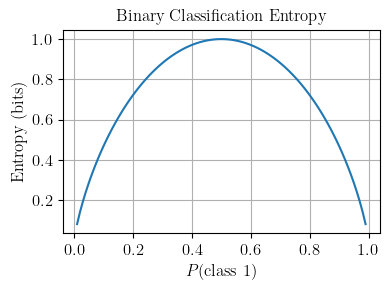 Binary Classification Entropy
Entropy (bits)
1.0
0.8
0.6
0.4
0.2
0.0 0.2 0.4 0.6 0.8 1.0
P(class 1)